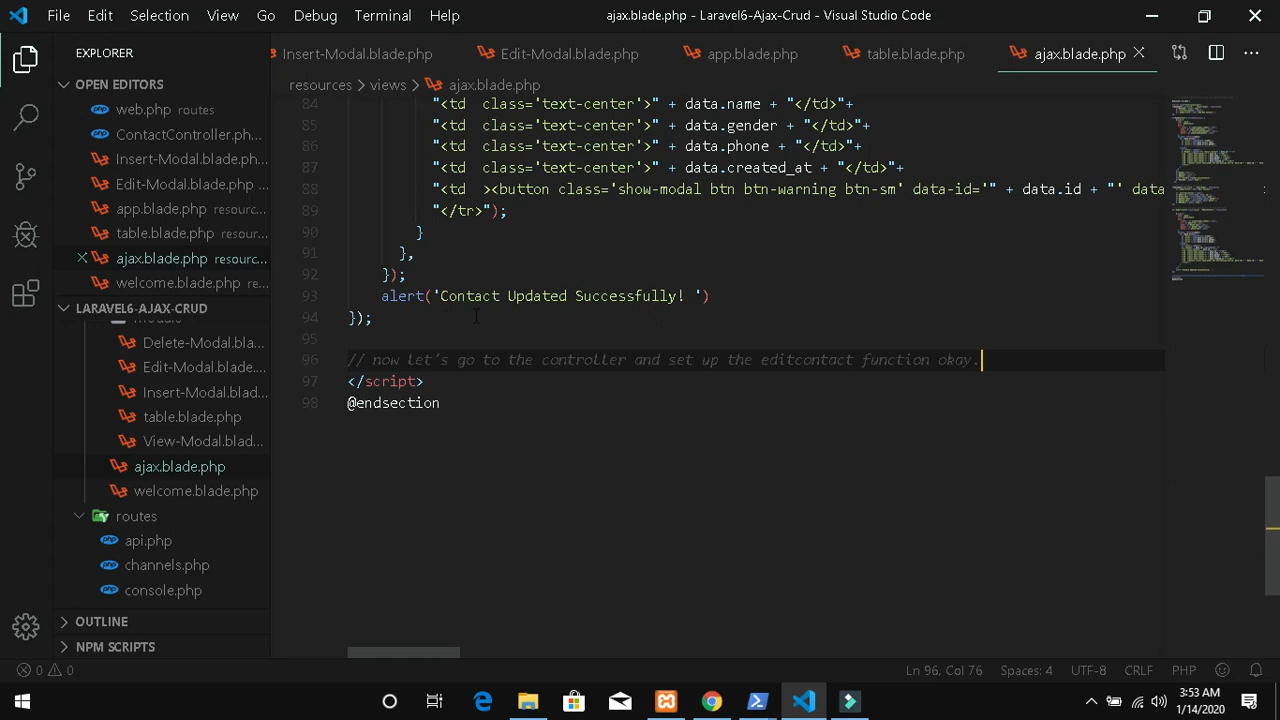 File Edit Selection View Go Debug Terminal Help ajax.blade.php - Laravel6-Ajax-Crud - Visual Studio Code
EXPLORER
Insert-Modal.blade.php Edit-Modal.blade.php app.blade.php table.blade.php ajax.blade.php
OPEN EDITORS
resources > views > ajax.blade.php
web.php routes
ContactController.ph...
Insert-Modal.blade.ph...
Edit-Modal.blade.php ...
app.blade.php resourc...
table.blade.php resour...
ajax.blade.php resourc...
welcome.blade.php ...
LARAVEL6-AJAX-CRUD
Delete-Modal.bla...
Edit-Modal.blade....
Insert-Modal.blad...
table.blade.php
View-Modal.blad...
ajax.blade.php
welcome.blade.php
routes
api.php
channels.php
console.php
OUTLINE
NPM SCRIPTS
84 "<td class='text-center'>" + data.name + "</td>"+
85 "<td class='text-center'>" + data.gender + "</td>"+
86 "<td class='text-center'>" + data.phone + "</td>"+
87 "<td class='text-center'>" + data.created_at + "</td>"+
88 "<td ><button class='show-modal btn btn-warning btn-sm' data-id='" + data.id + "' data
89 "</tr>");
90 }
91 },
92 });
93 alert('Contact Updated Successfully! ')
94 });
95
96 // now let's go to the controller and set up the editcontact function okay.
97 </script>
98 @endsection
0 0 Ln 96, Col 76 Spaces: 4 UTF-8 CRLF PHP
3:53 AM
1/14/2020